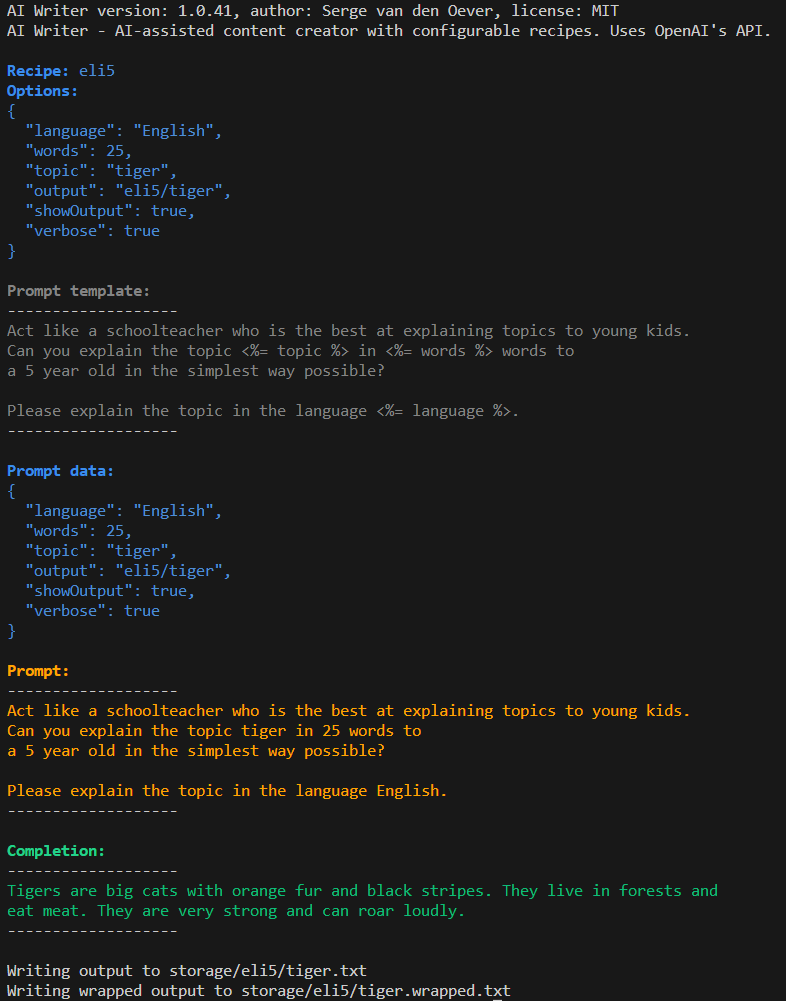 AI Writer version: 1.0.41, author: Serge van den Oever, license: MIT
AI Writer - AI-assisted content creator with configurable recipes. Uses OpenAI's API.

Recipe: eli5
Options:
{
  "language": "English",
  "words": 25,
  "topic": "tiger",
  "output": "eli5/tiger",
  "showOutput": true,
  "verbose": true
}

Prompt template:
-------------------
Act like a schoolteacher who is the best at explaining topics to young kids.
Can you explain the topic <%= topic %> in <%= words %> words to
a 5 year old in the simplest way possible?

Please explain the topic in the language <%= language %>.
-------------------

Prompt data:
{
  "language": "English",
  "words": 25,
  "topic": "tiger",
  "output": "eli5/tiger",
  "showOutput": true,
  "verbose": true
}

Prompt:
-------------------
Act like a schoolteacher who is the best at explaining topics to young kids.
Can you explain the topic tiger in 25 words to
a 5 year old in the simplest way possible?

Please explain the topic in the language English.
-------------------

Completion:
-------------------
Tigers are big cats with orange fur and black stripes. They live in forests and
eat meat. They are very strong and can roar loudly.
-------------------

Writing output to storage/eli5/tiger.txt
Writing wrapped output to storage/eli5/tiger.wrapped.txt